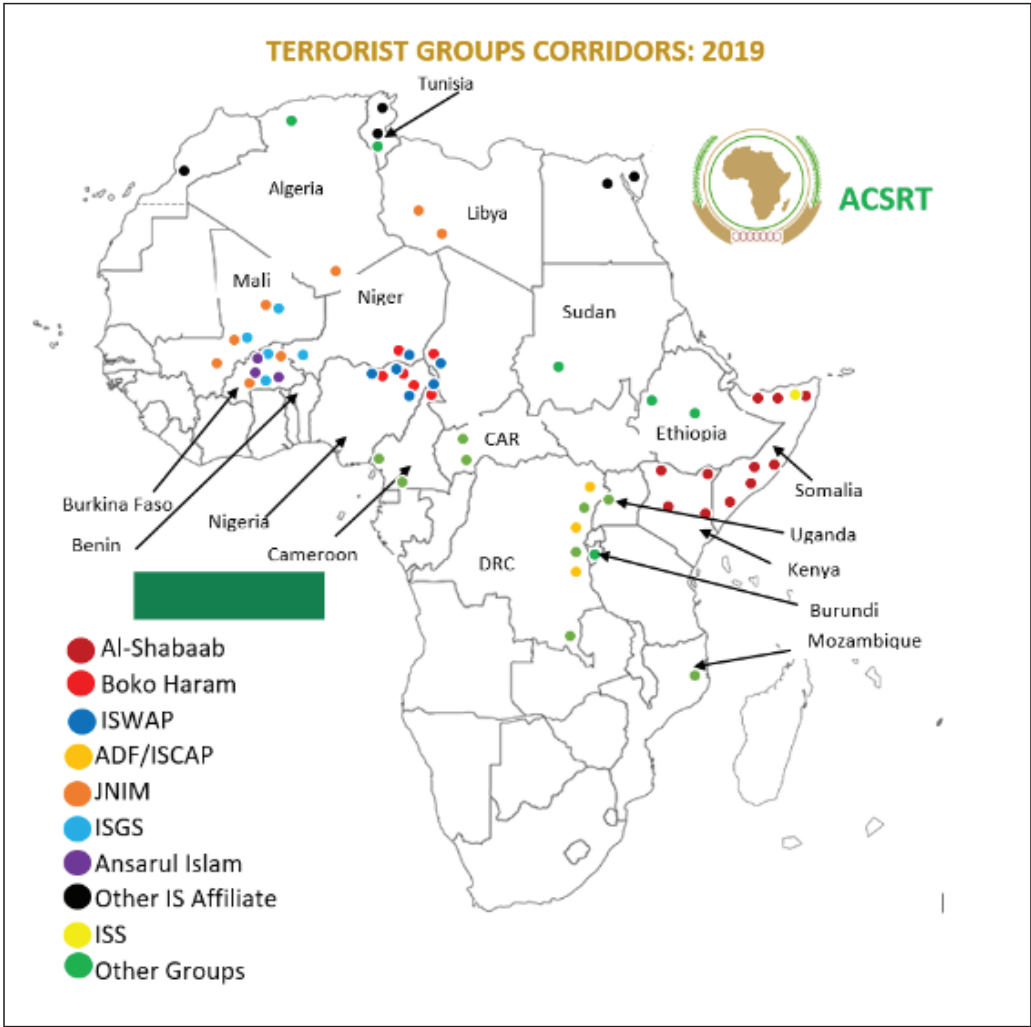 TERRORIST GROUPS CORRIDORS: 2019
Tunisia
ACSRT
Algeria
Libya
Mali
Niger
Sudan
CAR
Ethiopia
Somalia
Burkina Faso
Nigeria
Benin
Cameroon
DRC
Uganda
Kenya
Burundi
Mozambique
Al-Shabaab
Boko Haram
ISWAP
ADF/ISCAP
JNIM
ISGS
Ansarul Islam
Other IS Affiliate
ISS
Other Groups